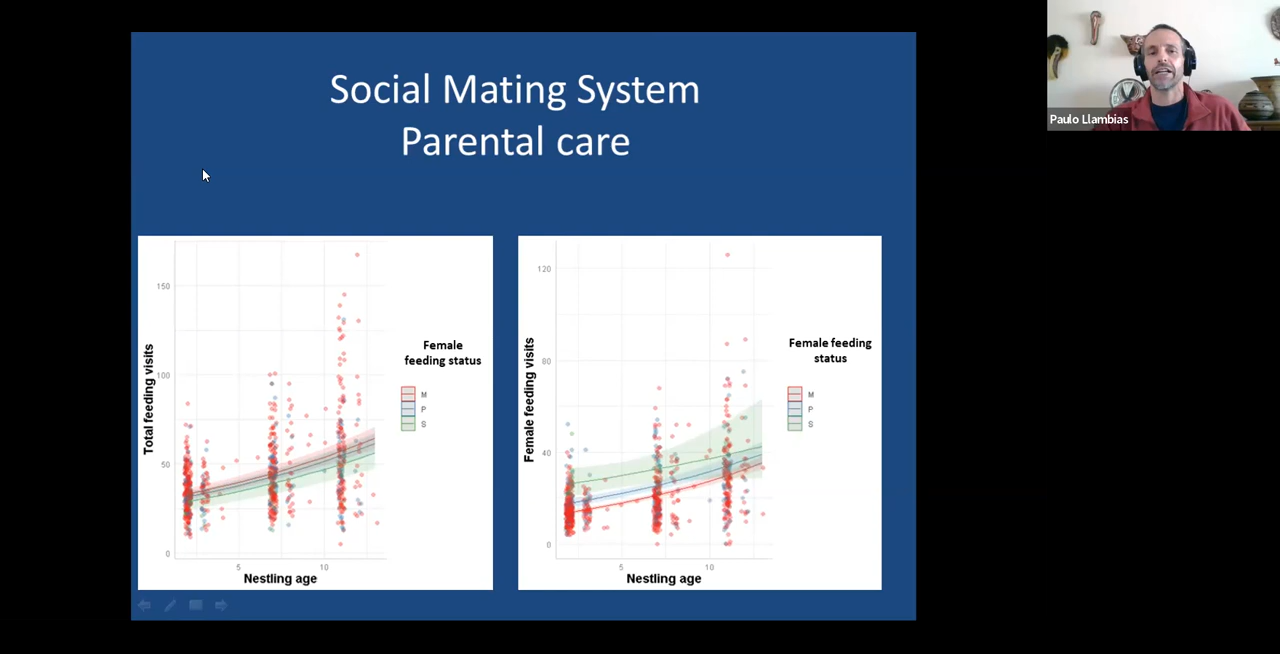 Social Mating System
Parental care
Paulo Llambias
Total feeding visits
150
100
50
0
5
10
Nestling age
Female
feeding status
M
P
S
Female feeding visits
120
80
40
0
5
10
Nestling age
Female feeding
status
M
P
S